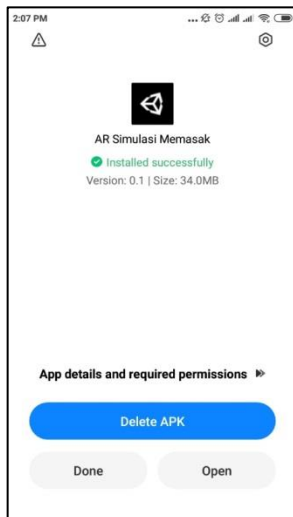 2:07 PM
AR Simulasi Memasak
Installed successfully
Version: 0.1 | Size: 34.0MB
App details and required permissions
Delete APK
Done
Open